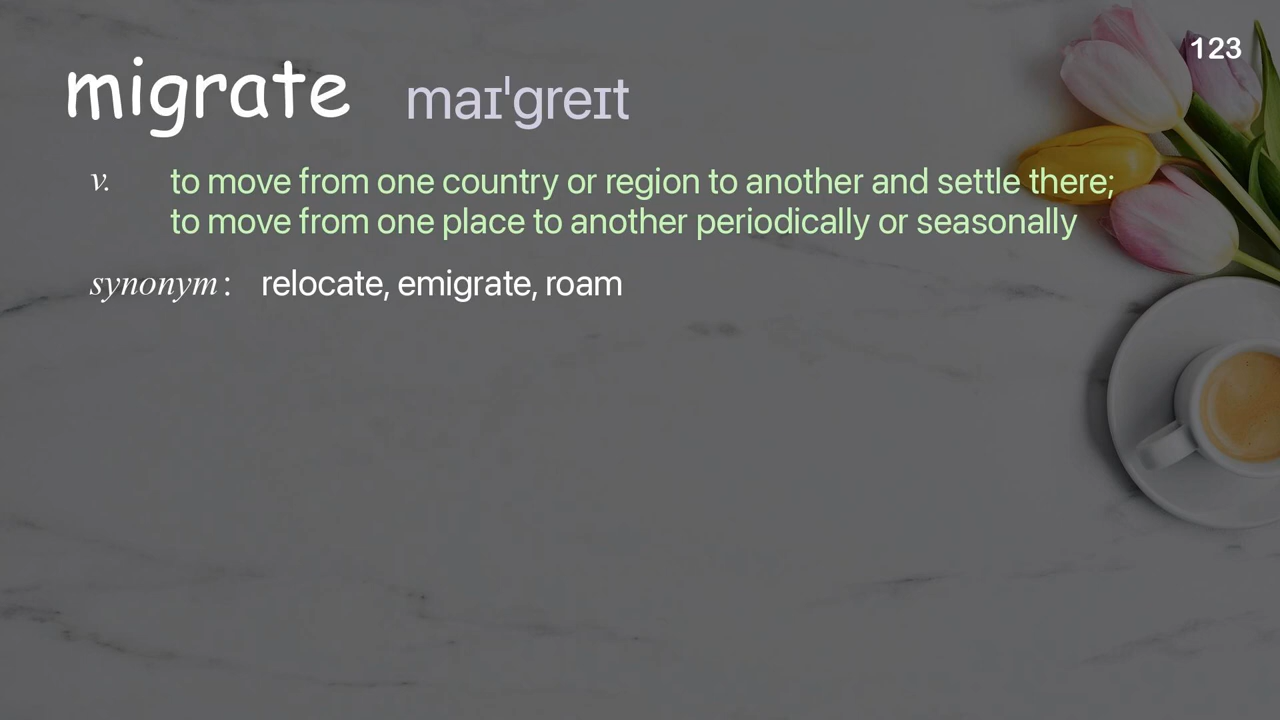 123
migrate maɪˈgreɪt
v. to move from one country or region to another and settle there;
to move from one place to another periodically or seasonally
synonym : relocate, emigrate, roam